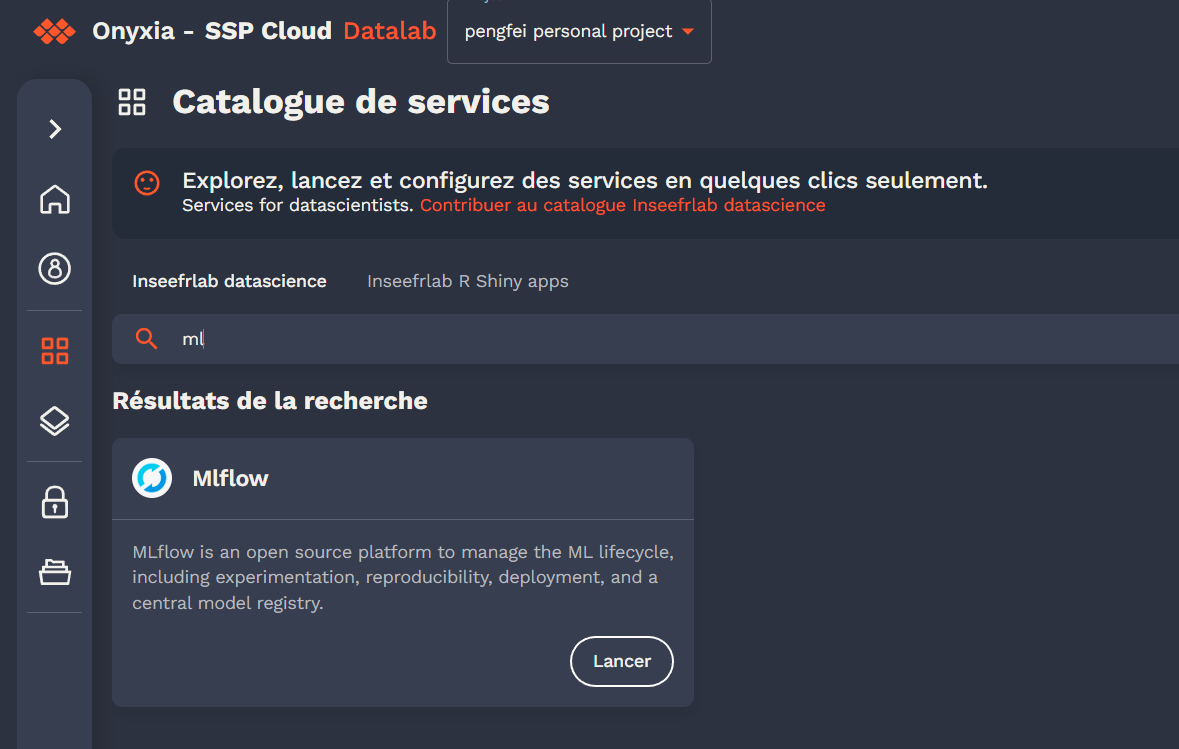 Onyxia - SSP Cloud Datalab
pengfei personal project
Catalogue de services
Explorez, lancez et configurez des services en quelques clics seulement.
Services for datascientists. Contribuer au catalogue Inseefrlab datascience
Inseefrlab datascience Inseefrlab R Shiny apps
ml
Résultats de la recherche
Mlflow
MLflow is an open source platform to manage the ML lifecycle,
including experimentation, reproducibility, deployment, and a
central model registry.
Lancer